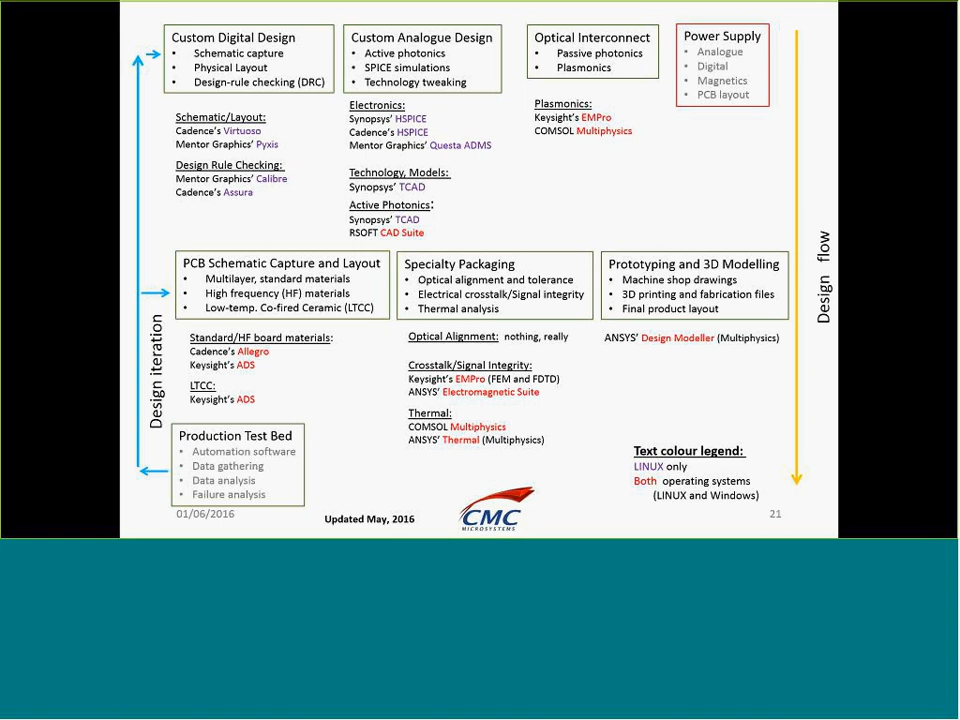 Custom Digital Design
• Schematic capture
• Physical Layout
• Design-rule checking (DRC)
Schematic/Layout:
Cadence's Virtuoso
Mentor Graphics' Pyxis
Design Rule Checking:
Mentor Graphics' Calibre
Cadence's Assura
Custom Analogue Design
• Active photonics
• SPICE simulations
• Technology tweaking
Electronics:
Synopsys' HSPICE
Cadence's HSPICE
Mentor Graphics' Questa ADMS
Technology, Models:
Synopsys' TCAD
Active Photonics:
Synopsys' TCAD
RSOFT CAD Suite
Optical Interconnect
• Passive photonics
• Plasmonics
Plasmonics:
Keysight's EMPro
COMSOL Multiphysics
Power Supply
• Analogue
• Digital
• Magnetics
• PCB layout
PCB Schematic Capture and Layout
• Multilayer, standard materials
• High frequency (HF) materials
• Low-temp. Co-fired Ceramic (LTCC)
Standard/HF board materials:
Cadence's Allegro
Keysight's ADS
LTCC:
Keysight's ADS
Specialty Packaging
• Optical alignment and tolerance
• Electrical crosstalk/Signal integrity
• Thermal analysis
Optical Alignment: nothing, really
Crosstalk/Signal Integrity:
Keysight's EMPro (FEM and FDTD)
ANSYS' Electromagnetic Suite
Thermal:
COMSOL Multiphysics
ANSYS' Thermal (Multiphysics)
Prototyping and 3D Modelling
• Machine shop drawings
• 3D printing and fabrication files
• Final product layout
ANSYS' Design Modeller (Multiphysics)
Design flow
Design iteration
Production Test Bed
• Automation software
• Data gathering
• Data analysis
• Failure analysis
Text colour legend:
LINUX only
Both operating systems
(LINUX and Windows)
01/06/2016
Updated May, 2016
CMC
MICROSYSTEMS
21